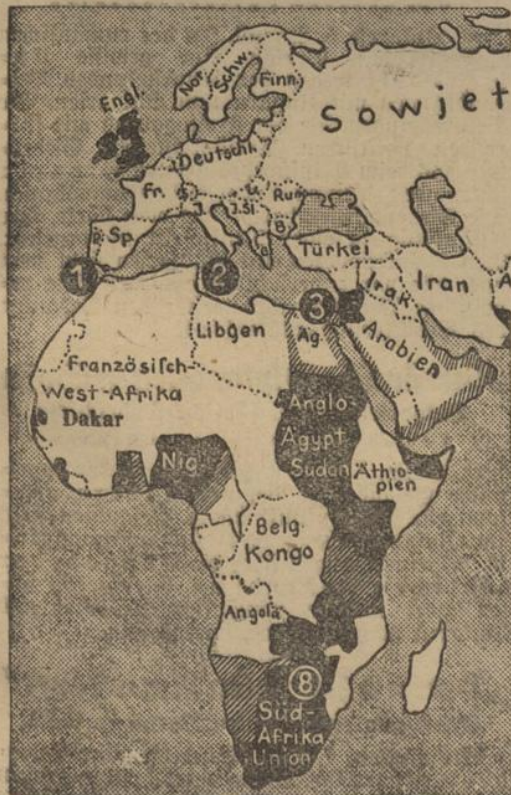 Nor.
Schw.
Finn.
Engl.
Sowjet
Deutschl.
Fr.
U.
Ru
J.
J.Sl.
B
Sp.
Türkei
1
2
3
Irak
Iran
A
Libyen
Äg.
Arabien
Französisch-
West-Afrika
Dakar
Nig.
Anglo-
Ägypt
Sudan
Äthio-
pien
Belg
Kongo
Angola
8
Süd-
Afrika
Union